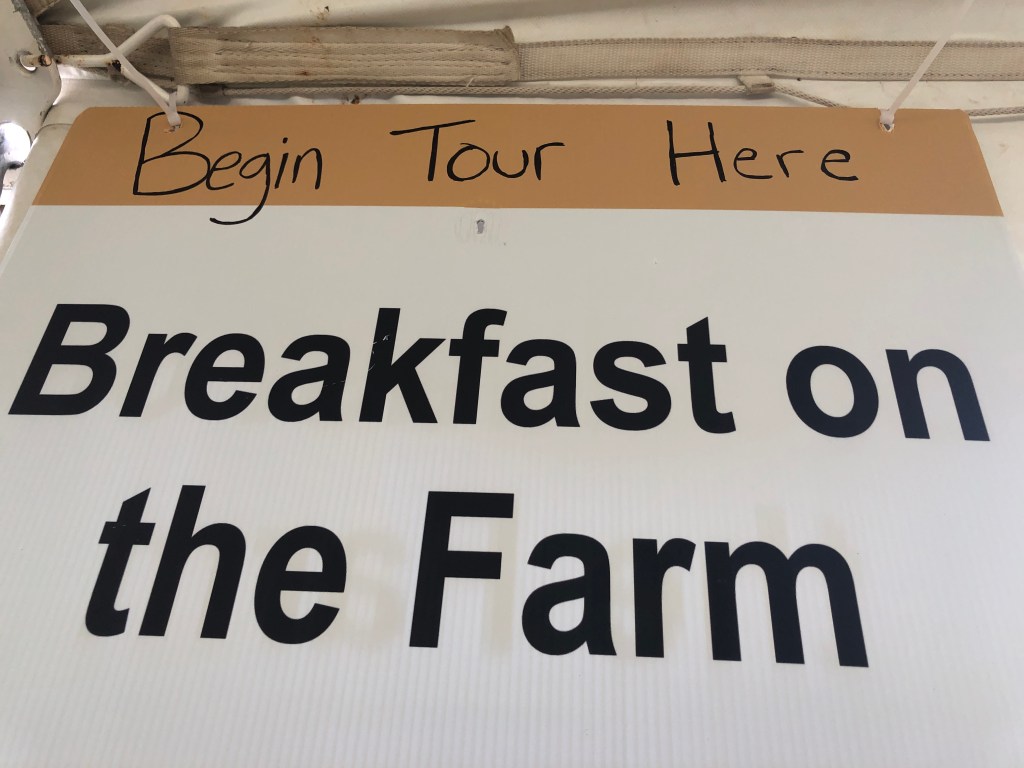 Begin Tour Here
Breakfast on
the Farm